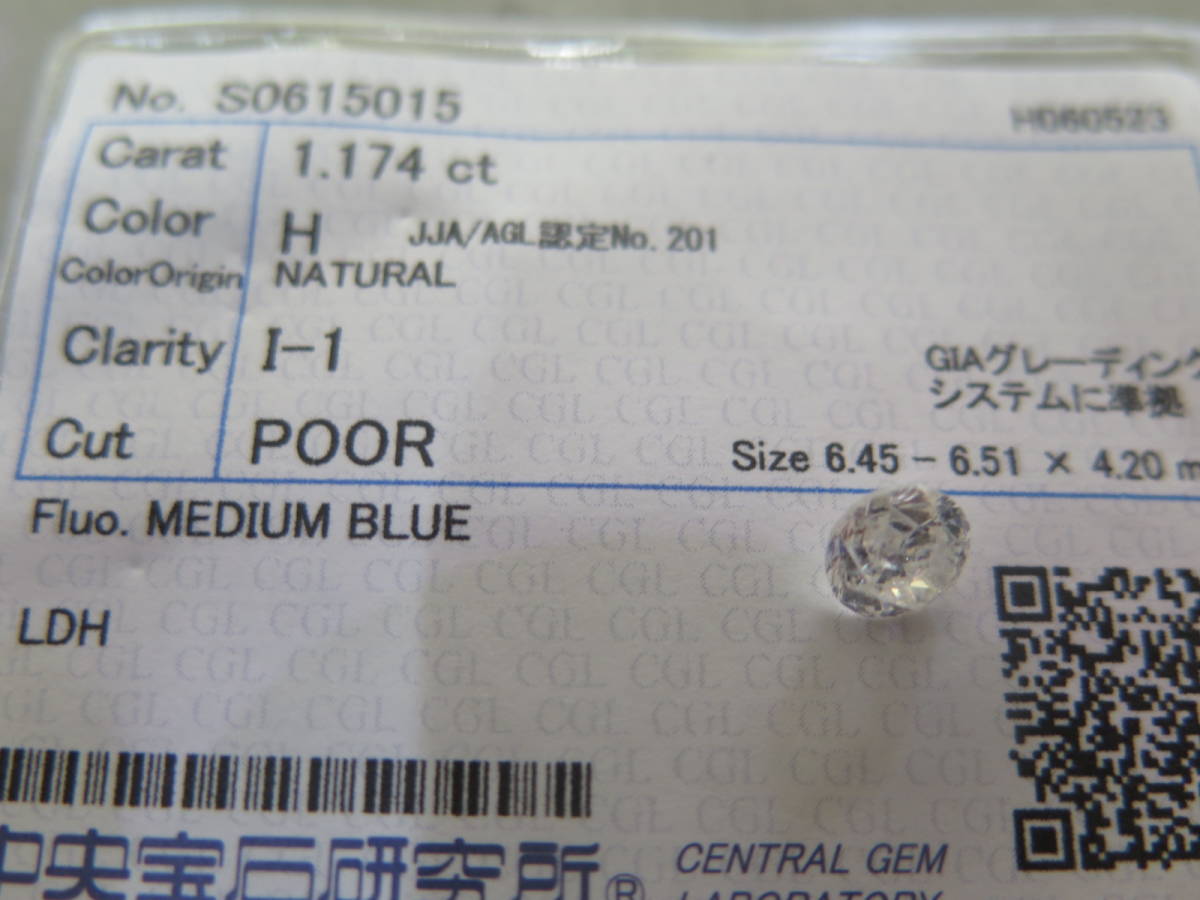 No. S0615015
H060523
Carat 1.174 ct
Color H JJA/AGL認定No.201
ColorOrigin NATURAL
Clarity I-1
GIAグレーディング
システムに準拠
Cut POOR Size 6.45 - 6.51 × 4.20 m
Fluo. MEDIUM BLUE
LDH
中央宝石研究所®
CENTRAL GEM
LABORATORY